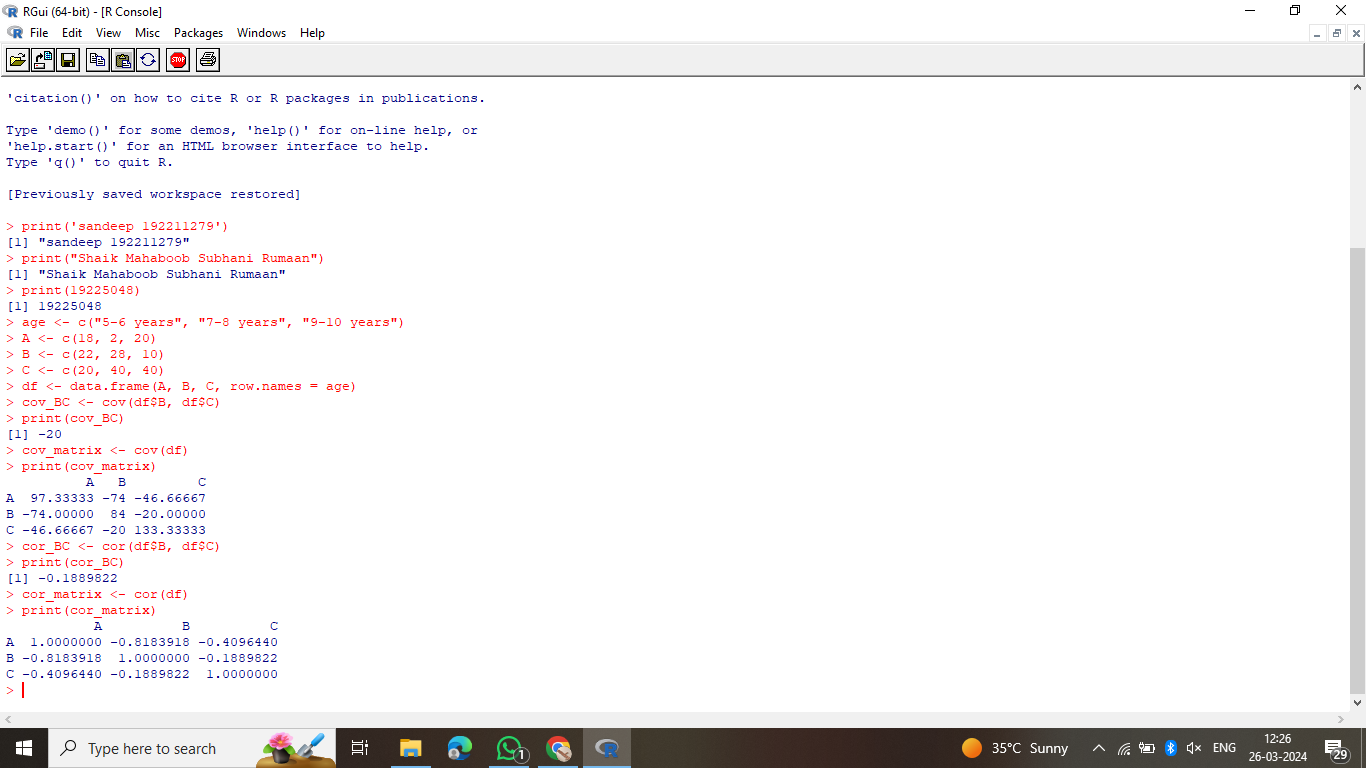 RGui (64-bit) - [R Console]
File Edit View Misc Packages Windows Help
STOP
'citation()' on how to cite R or R packages in publications.
Type 'demo()' for some demos, 'help()' for on-line help, or
'help.start()' for an HTML browser interface to help.
Type 'q()' to quit R.
[Previously saved workspace restored]
> print('sandeep 192211279')
[1] "sandeep 192211279"
> print("Shaik Mahaboob Subhani Rumaan")
[1] "Shaik Mahaboob Subhani Rumaan"
> print(19225048)
[1] 19225048
> age <- c("5-6 years", "7-8 years", "9-10 years")
> A <- c(18, 2, 20)
> B <- c(22, 28, 10)
> C <- c(20, 40, 40)
> df <- data.frame(A, B, C, row.names = age)
> cov_BC <- cov(df$B, df$C)
> print(cov_BC)
[1] -20
> cov_matrix <- cov(df)
> print(cov_matrix)
A B C
A 97.33333 -74 -46.66667
B -74.00000 84 -20.00000
C -46.66667 -20 133.33333
> cor_BC <- cor(df$B, df$C)
> print(cor_BC)
[1] -0.1889822
> cor_matrix <- cor(df)
> print(cor_matrix)
A B C
A 1.0000000 -0.8183918 -0.4096440
B -0.8183918 1.0000000 -0.1889822
C -0.4096440 -0.1889822 1.0000000
>
Type here to search
1
R
35°C Sunny
ENG
12:26
26-03-2024
29